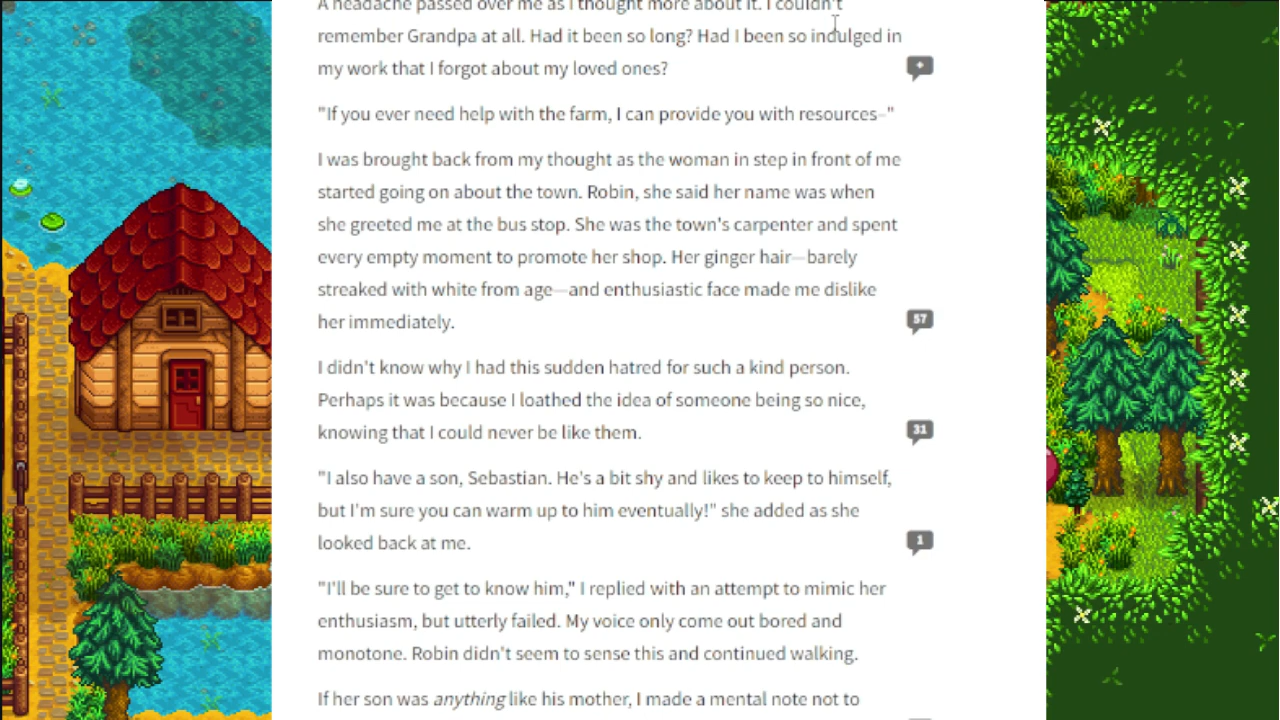 A headache passed over me as I thought more about it. I couldn't
remember Grandpa at all. Had it been so long? Had I been so indulged in
my work that I forgot about my loved ones?
+
"If you ever need help with the farm, I can provide you with resources–"
I was brought back from my thought as the woman in step in front of me
started going on about the town. Robin, she said her name was when
she greeted me at the bus stop. She was the town's carpenter and spent
every empty moment to promote her shop. Her ginger hair—barely
streaked with white from age—and enthusiastic face made me dislike
her immediately.
57
I didn't know why I had this sudden hatred for such a kind person.
Perhaps it was because I loathed the idea of someone being so nice,
knowing that I could never be like them.
31
"I also have a son, Sebastian. He's a bit shy and likes to keep to himself,
but I'm sure you can warm up to him eventually!" she added as she
looked back at me.
1
"I'll be sure to get to know him," I replied with an attempt to mimic her
enthusiasm, but utterly failed. My voice only come out bored and
monotone. Robin didn't seem to sense this and continued walking.
If her son was anything like his mother, I made a mental note not to